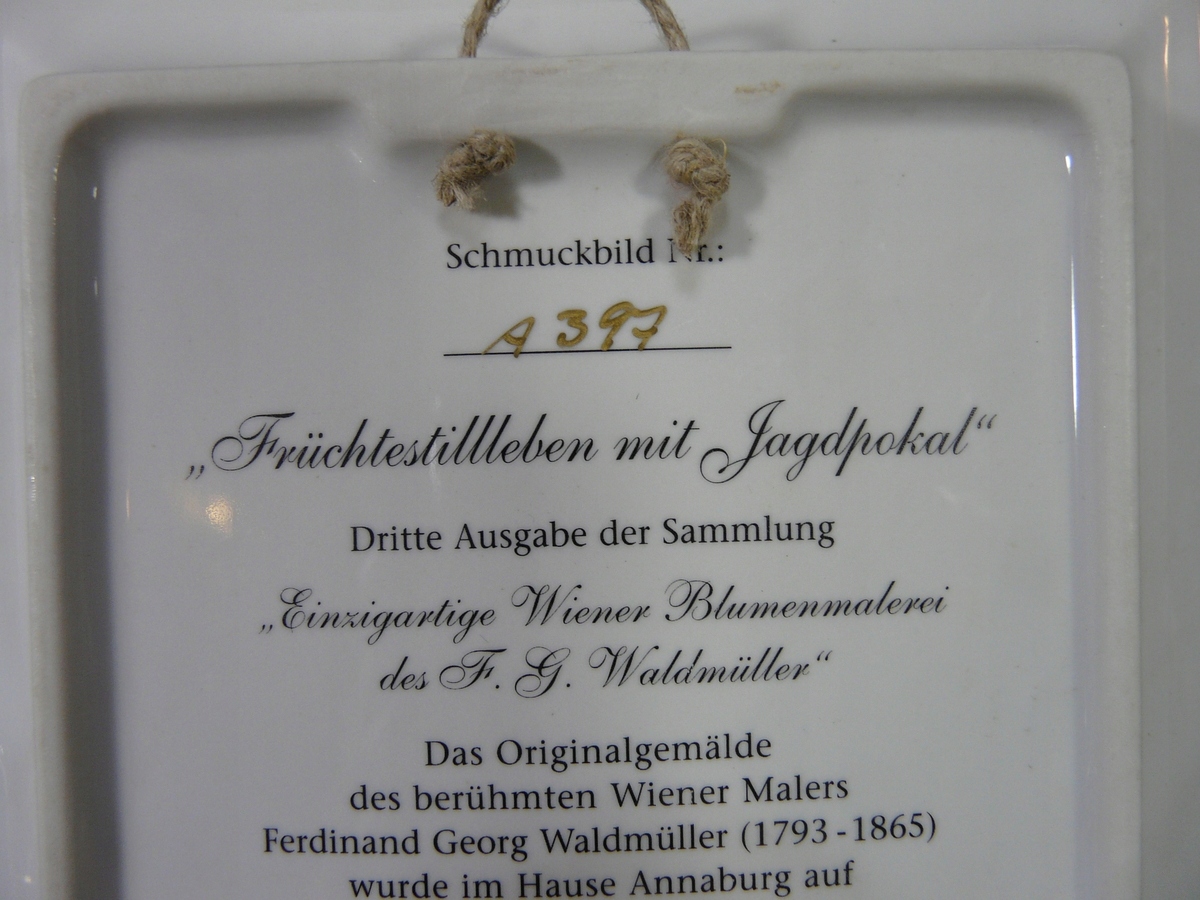 Schmuckbild Nr.:
A 397
„Früchtestillleben mit Jagdpokal“
Dritte Ausgabe der Sammlung
„Einzigartige Wiener Blumenmalerei
des F. G. Waldmüller“
Das Originalgemälde
des berühmten Wiener Malers
Ferdinand Georg Waldmüller (1793-1865)
wurde im Hause Annaburg auf